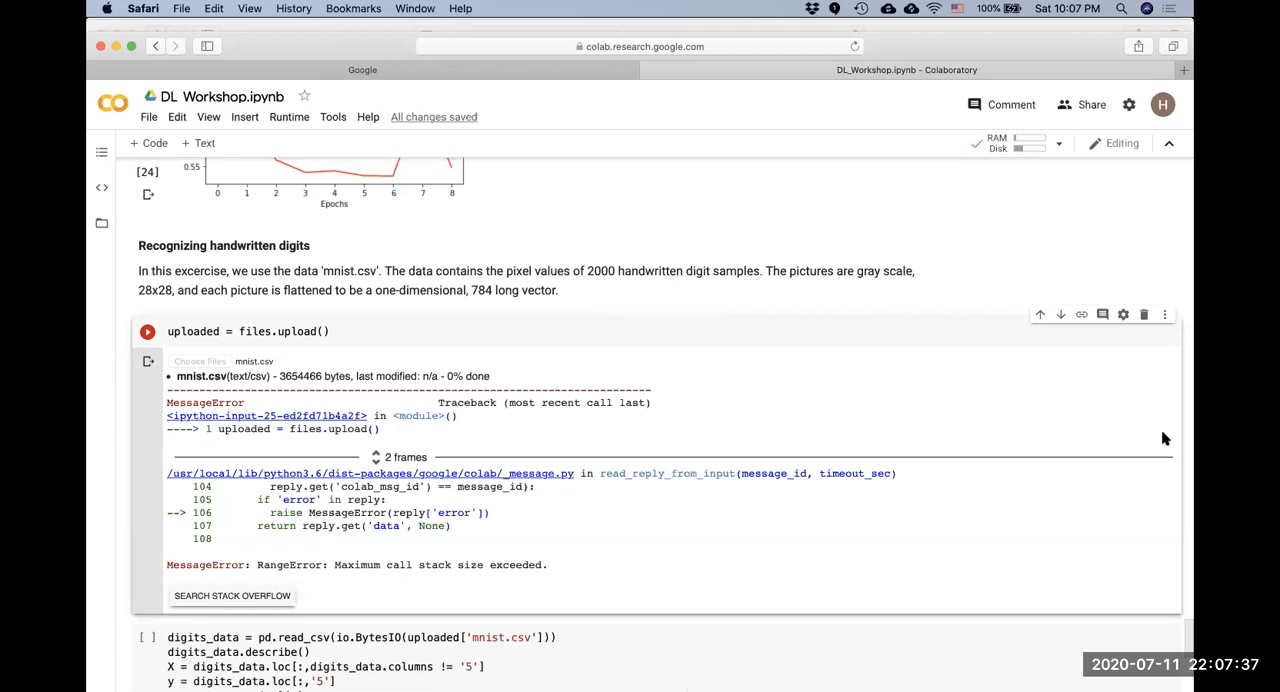 Safari File Edit View History Bookmarks Window Help 100% Sat 10:07 PM
colab.research.google.com
Google DL_Workshop.ipynb - Colaboratory
DL Workshop.ipynb
Comment Share H
File Edit View Insert Runtime Tools Help All changes saved
+ Code + Text RAM Disk Editing
[24] 0.55
0 1 2 3 4 5 6 7 8
Epochs
Recognizing handwritten digits
In this excercise, we use the data 'mnist.csv'. The data contains the pixel values of 2000 handwritten digit samples. The pictures are gray scale,
28x28, and each picture is flattened to be a one-dimensional, 784 long vector.
uploaded = files.upload()
Choose Files mnist.csv
• mnist.csv(text/csv) - 3654466 bytes, last modified: n/a - 0% done
---------------------------------------------------------------------------
MessageError Traceback (most recent call last)
<ipython-input-25-ed2fd71b4a2f> in <module>()
----> 1 uploaded = files.upload()
2 frames
/usr/local/lib/python3.6/dist-packages/google/colab/_message.py in read_reply_from_input(message_id, timeout_sec)
104 reply.get('colab_msg_id') == message_id):
105 if 'error' in reply:
--> 106 raise MessageError(reply['error'])
107 return reply.get('data', None)
108
MessageError: RangeError: Maximum call stack size exceeded.
SEARCH STACK OVERFLOW
[ ] digits_data = pd.read_csv(io.BytesIO(uploaded['mnist.csv']))
digits_data.describe()
X = digits_data.loc[:,digits_data.columns != '5']
y = digits_data.loc[:,'5']
2020-07-11 22:07:37